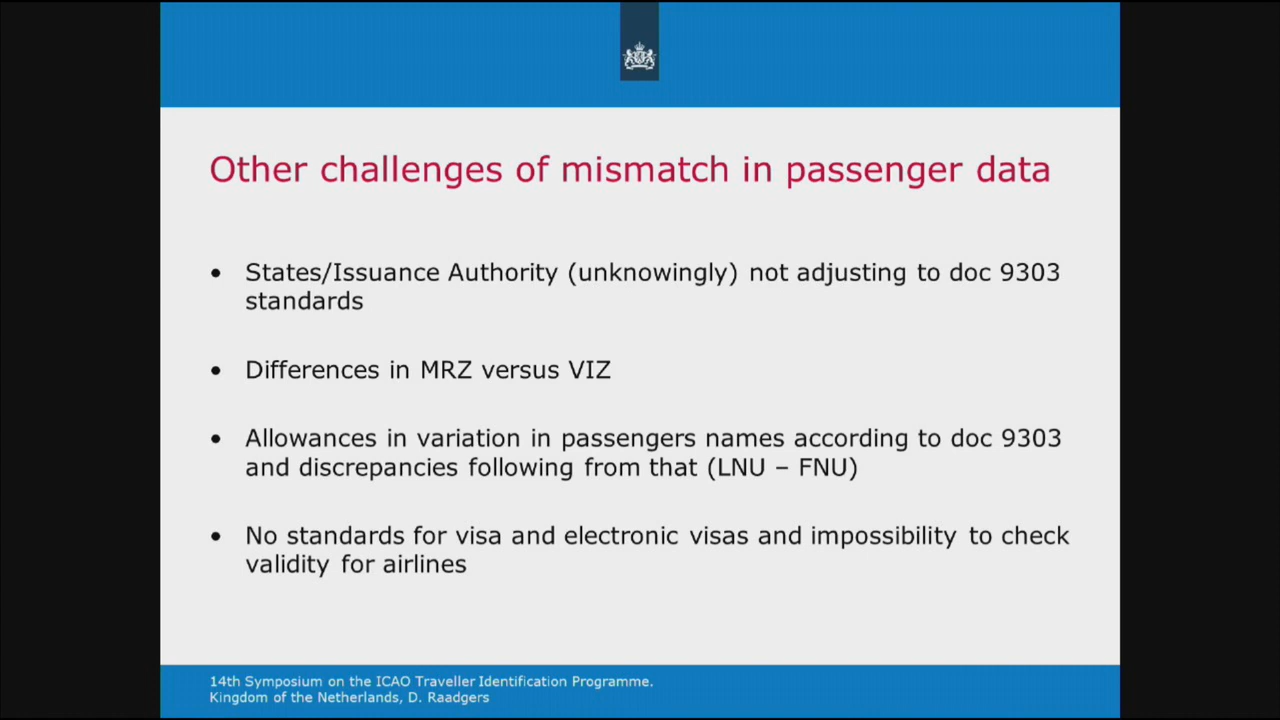 Other challenges of mismatch in passenger data
• States/Issuance Authority (unknowingly) not adjusting to doc 9303
standards
• Differences in MRZ versus VIZ
• Allowances in variation in passengers names according to doc 9303
and discrepancies following from that (LNU – FNU)
• No standards for visa and electronic visas and impossibility to check
validity for airlines
14th Symposium on the ICAO Traveller Identification Programme.
Kingdom of the Netherlands, D. Raadgers